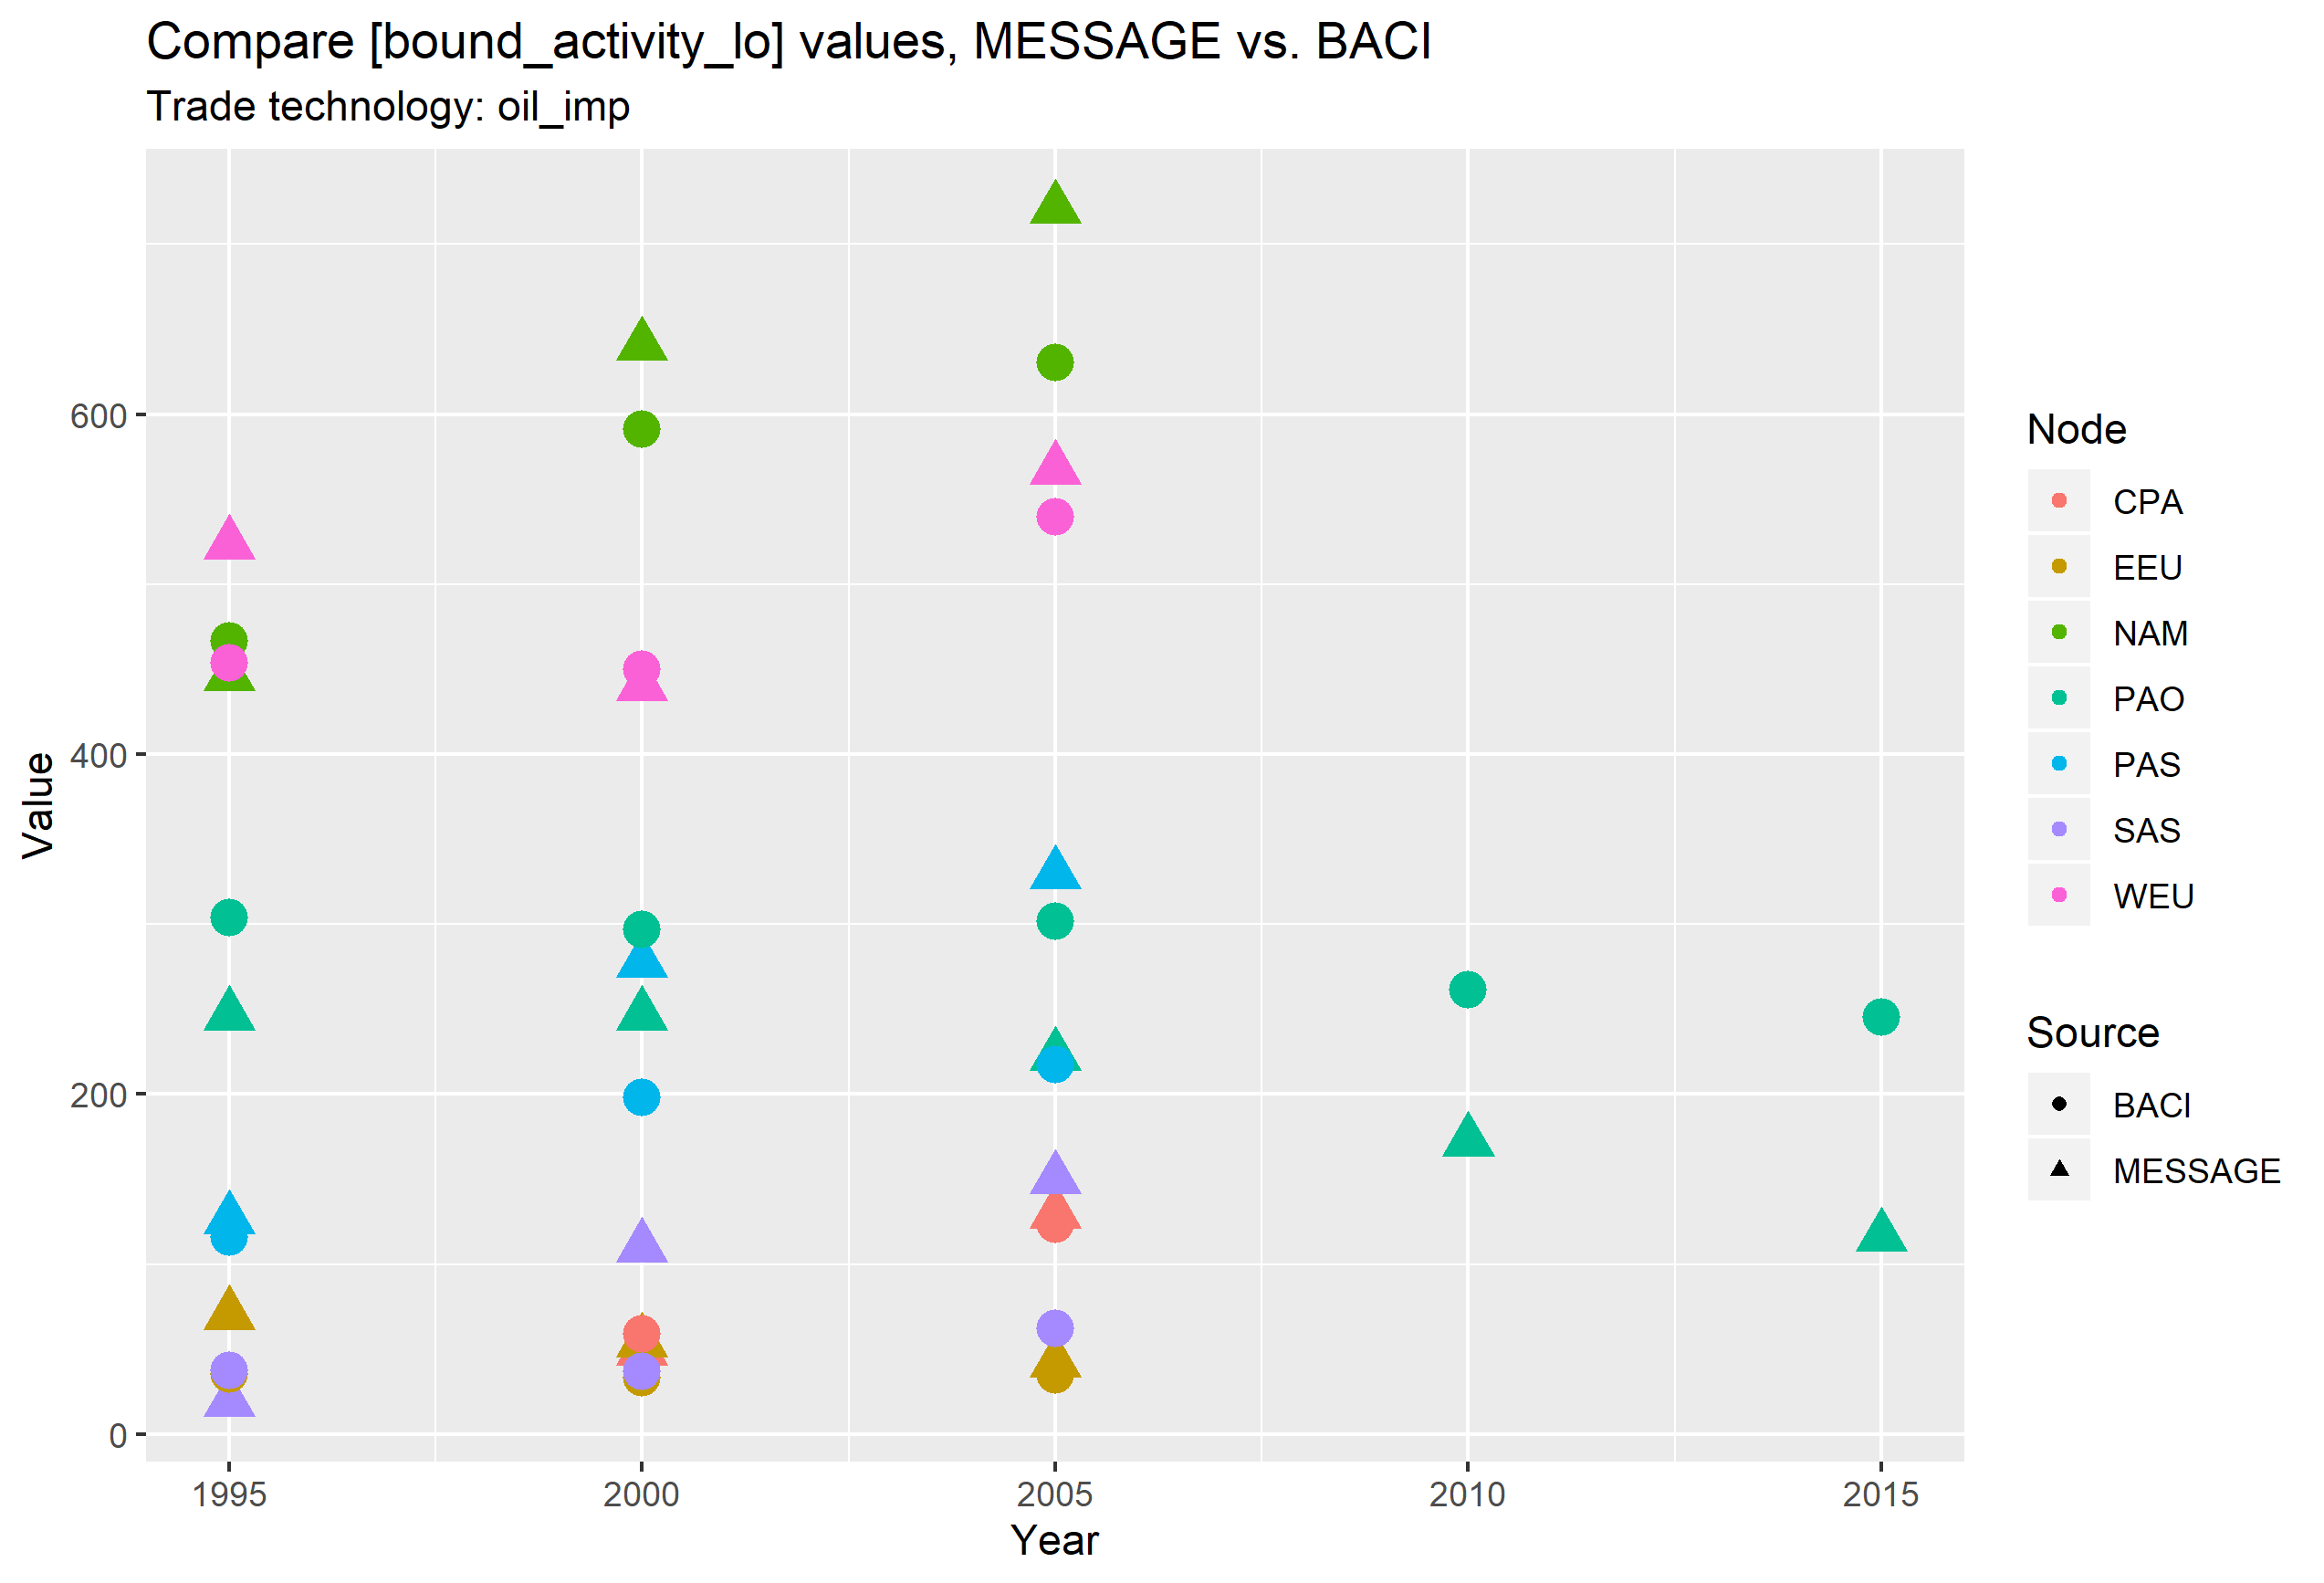 Compare [bound_activity_lo] values, MESSAGE vs. BACI
Trade technology: oil_imp
Value
600
400
200
0
1995
2000
2005
2010
2015
Year
Node
CPA
EEU
NAM
PAO
PAS
SAS
WEU
Source
BACI
MESSAGE